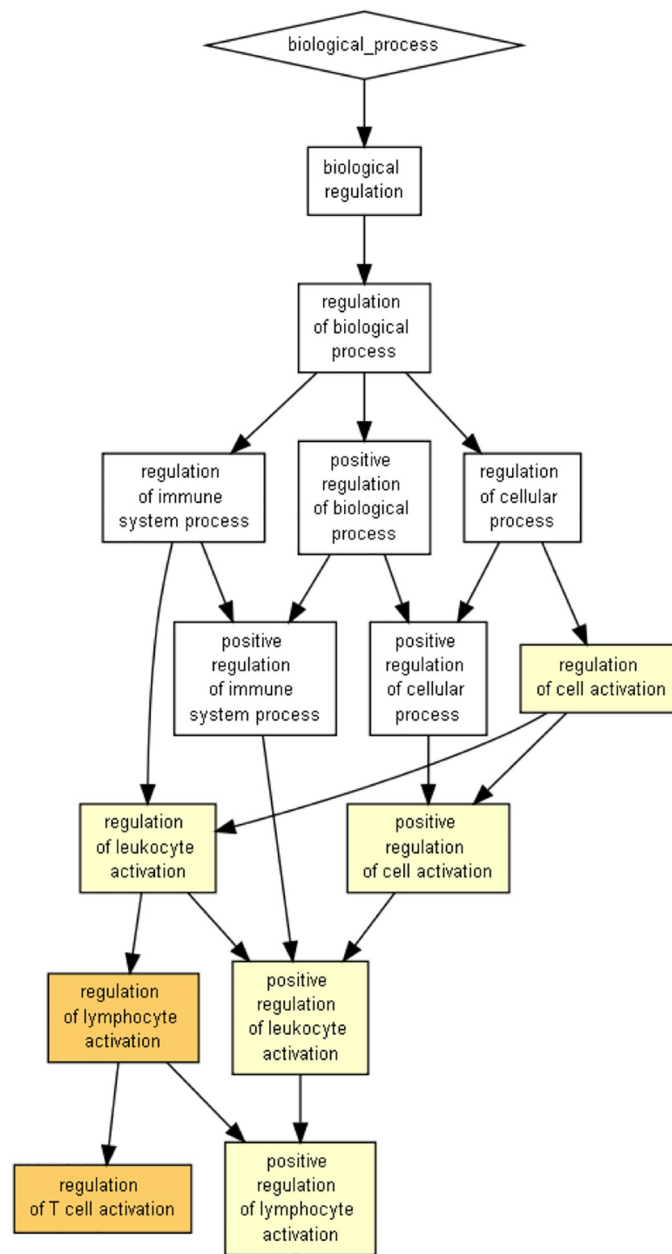 biological_process
biological
regulation
regulation
of biological
process
regulation
of immune
system process
positive
regulation
of biological
process
regulation
of cellular
process
positive
regulation
of immune
system process
positive
regulation
of cellular
process
regulation
of cell activation
regulation
of leukocyte
activation
positive
regulation
of cell activation
regulation
of lymphocyte
activation
positive
regulation
of leukocyte
activation
regulation
of T cell activation
positive
regulation
of lymphocyte
activation